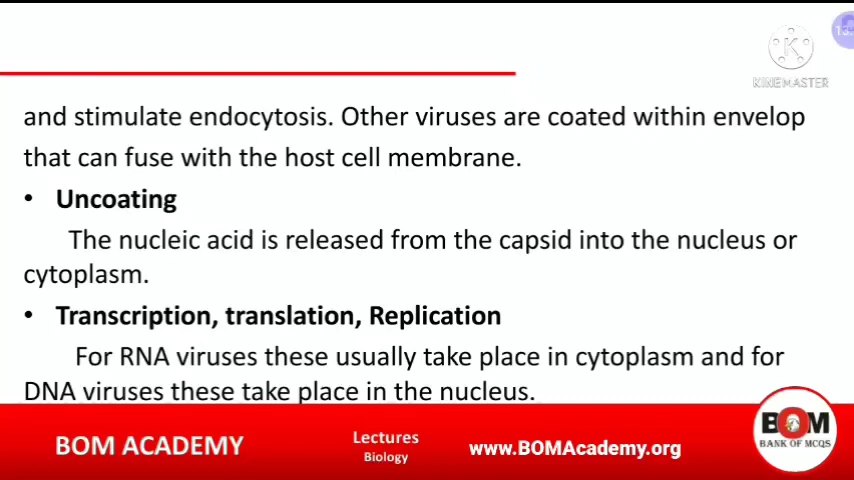 13
K
KINEMASTER
and stimulate endocytosis. Other viruses are coated within envelop
that can fuse with the host cell membrane.
• Uncoating
The nucleic acid is released from the capsid into the nucleus or
cytoplasm.
• Transcription, translation, Replication
For RNA viruses these usually take place in cytoplasm and for
DNA viruses these take place in the nucleus.
BOM ACADEMY
Lectures
Biology
www.BOMAcademy.org
BOM
BANK OF MCQS